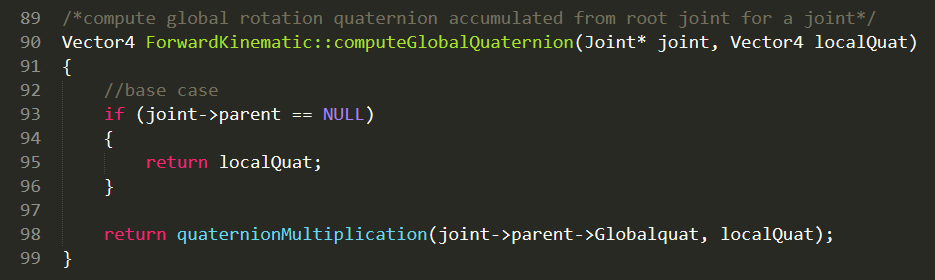 89 /*compute global rotation quaternion accumulated from root joint for a joint*/
90 Vector4 ForwardKinematic::computeGlobalQuaternion(Joint* joint, Vector4 localQuat)
91 {
92     //base case
93     if (joint->parent == NULL)
94     {
95         return localQuat;
96     }
97
98     return quaternionMultiplication(joint->parent->Globalquat, localQuat);
99 }